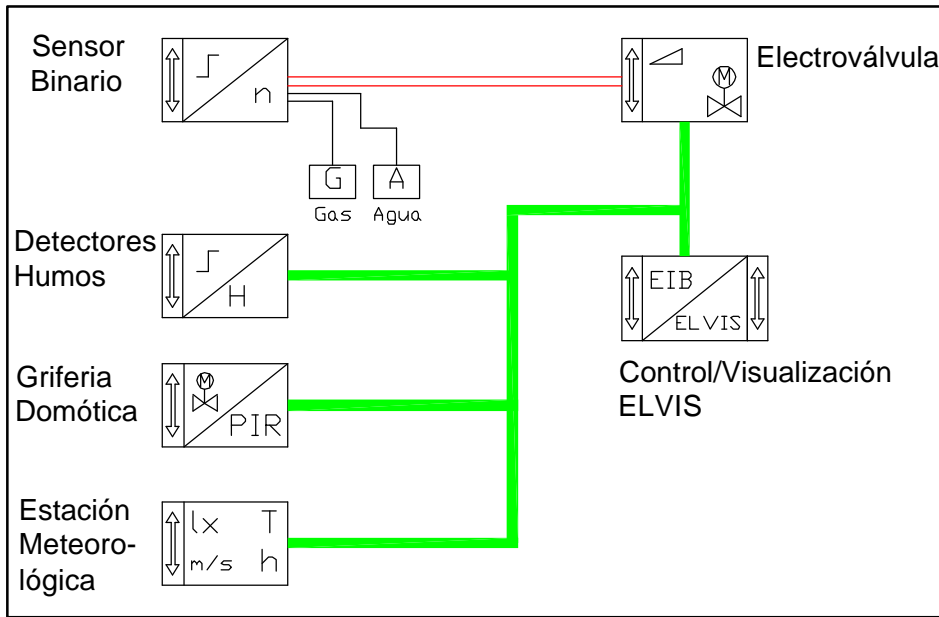 Sensor
Binario
n
G
A
Gas
Agua
M
Electroválvula
Detectores
Humos
H
EIB
ELVIS
Control/Visualización
ELVIS
Griferia
Domótica
M
PIR
Estación
Meteoro-
lógica
lx T
m/s h